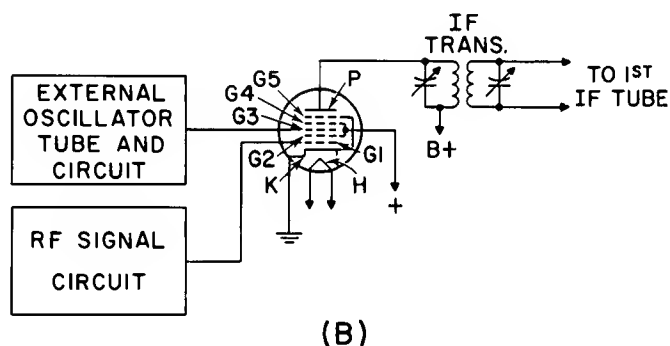 EXTERNAL
OSCILLATOR
TUBE AND
CIRCUIT
RF SIGNAL
CIRCUIT
G5
G4
G3
G2
K
P
G1
H
+
IF
TRANS.
B+
TO 1ST
IF TUBE
(B)